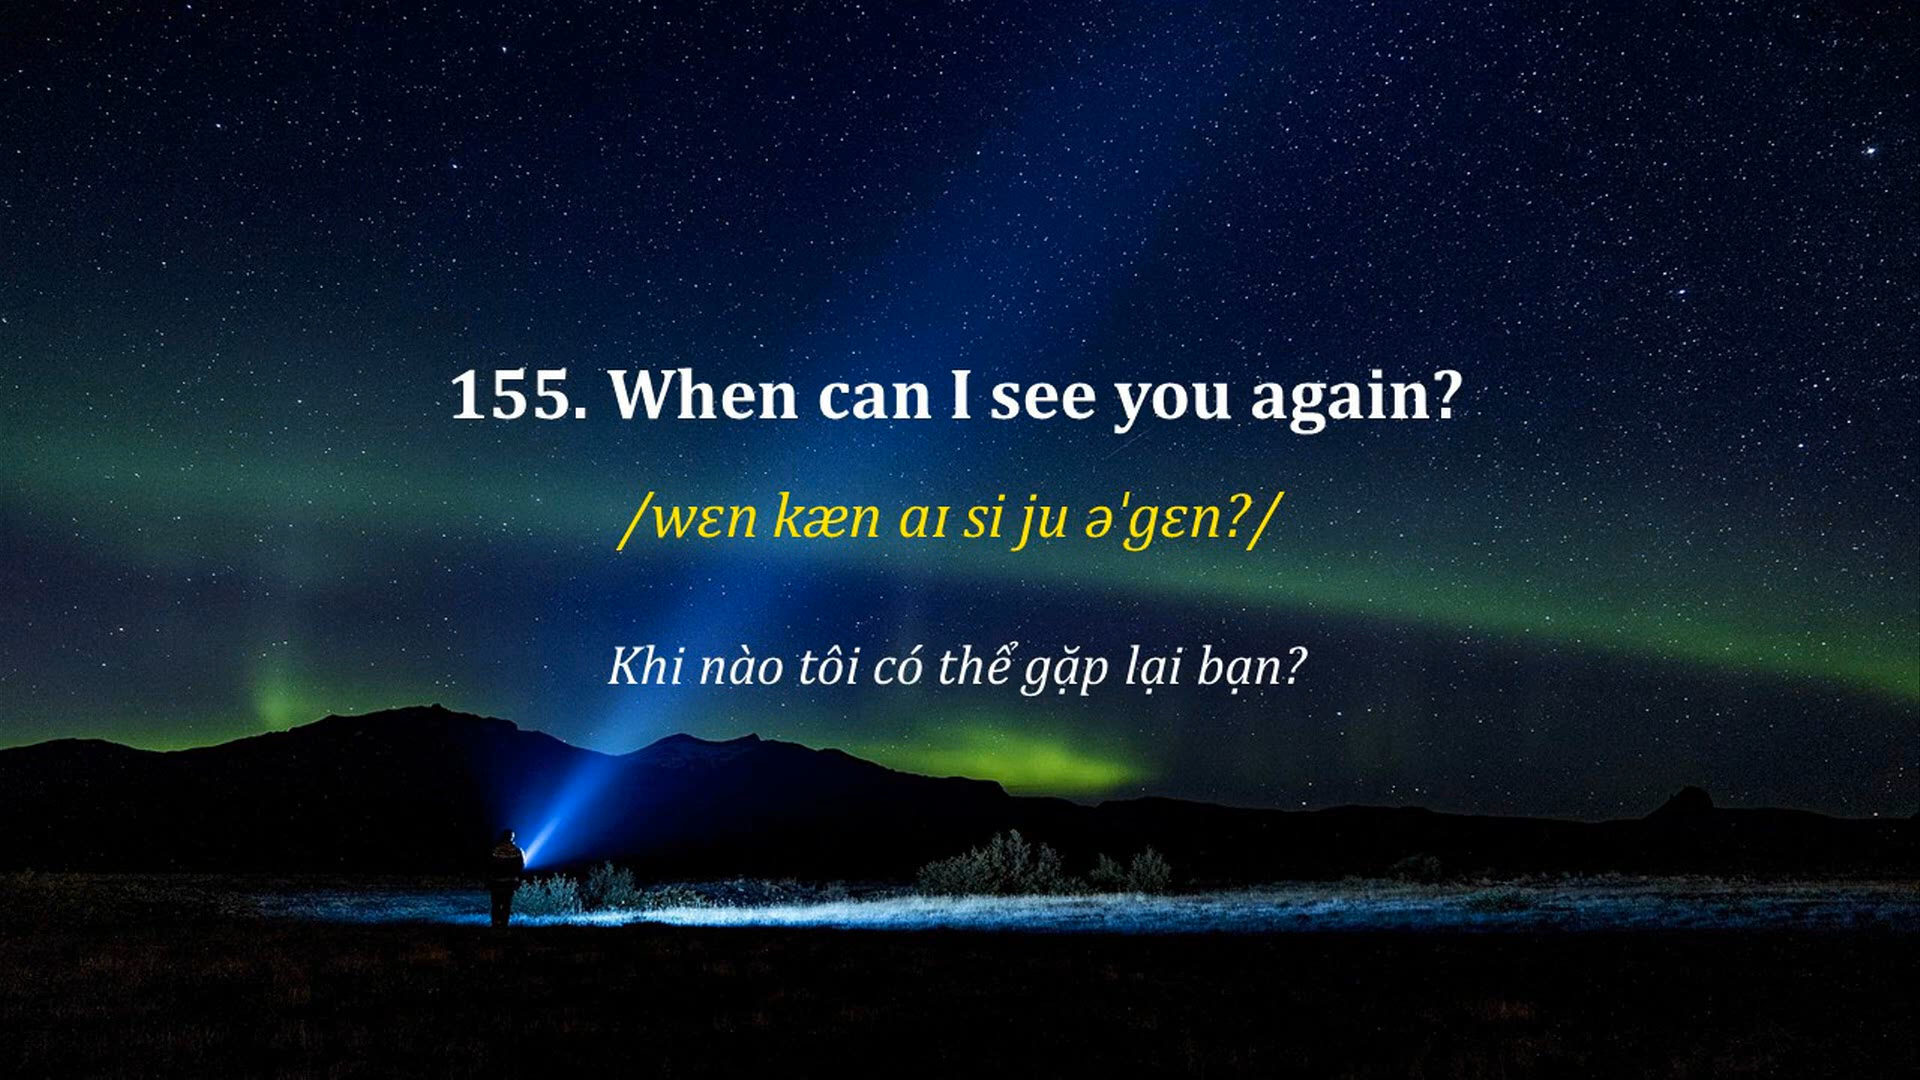 155. When can I see you again?
/wɛn kæn aɪ si ju əˈgɛn?/
Khi nào tôi có thể gặp lại bạn?